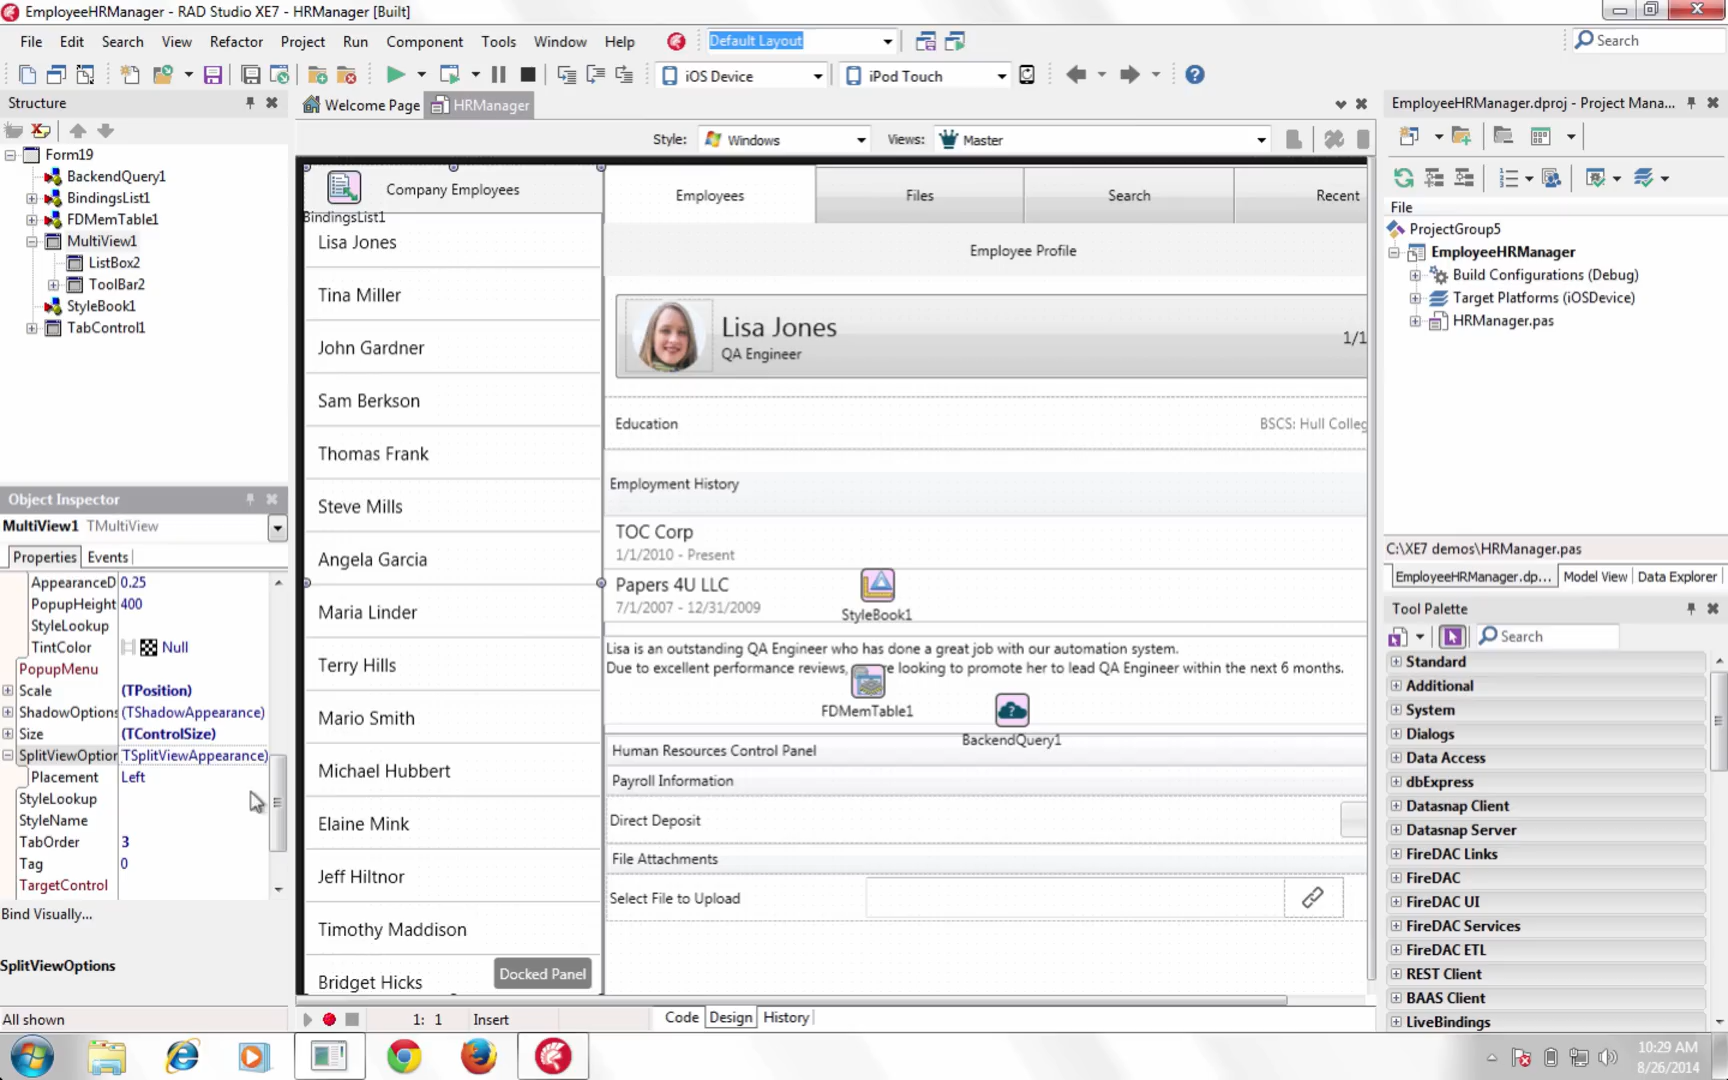 EmployeeHRManager - RAD Studio XE7 - HRManager [Built]
File Edit Search View Refactor Project Run Component Tools Window Help
Default Layout
Search
iOS Device
iPod Touch
Structure
Form19
BackendQuery1
BindingsList1
FDMemTable1
MultiView1
ListBox2
ToolBar2
StyleBook1
TabControl1
Object Inspector
MultiView1 TMultiView
Properties Events
AppearanceD 0.25
PopupHeight 400
StyleLookup
TintColor Null
PopupMenu
Scale (TPosition)
ShadowOptions (TShadowAppearance)
Size (TControlSize)
SplitViewOption TSplitViewAppearance)
Placement Left
StyleLookup
StyleName
TabOrder 3
Tag 0
TargetControl
Bind Visually...
SplitViewOptions
All shown
Welcome Page
HRManager
Style: Windows
Views: Master
Company Employees
BindingsList1
Lisa Jones
Tina Miller
John Gardner
Sam Berkson
Thomas Frank
Steve Mills
Angela Garcia
Maria Linder
Terry Hills
Mario Smith
Michael Hubbert
Elaine Mink
Jeff Hiltnor
Timothy Maddison
Bridget Hicks
Docked Panel
Employees Files Search Recent
Employee Profile
Lisa Jones
QA Engineer
1/1
Education
BSCS: Hull Colleg
Employment History
TOC Corp
1/1/2010 - Present
Papers 4U LLC
7/1/2007 - 12/31/2009
StyleBook1
Lisa is an outstanding QA Engineer who has done a great job with our automation system.
Due to excellent performance reviews, re looking to promote her to lead QA Engineer within the next 6 months.
FDMemTable1
BackendQuery1
Human Resources Control Panel
Payroll Information
Direct Deposit
File Attachments
Select File to Upload
1: 1 Insert
Code Design History
EmployeeHRManager.dproj - Project Mana...
File
ProjectGroup5
EmployeeHRManager
Build Configurations (Debug)
Target Platforms (iOSDevice)
HRManager.pas
C:\XE7 demos\HRManager.pas
EmployeeHRManager.dp... Model View Data Explorer
Tool Palette
Search
Standard
Additional
System
Dialogs
Data Access
dbExpress
Datasnap Client
Datasnap Server
FireDAC Links
FireDAC
FireDAC UI
FireDAC Services
FireDAC ETL
REST Client
BAAS Client
LiveBindings
10:29 AM
8/26/2014